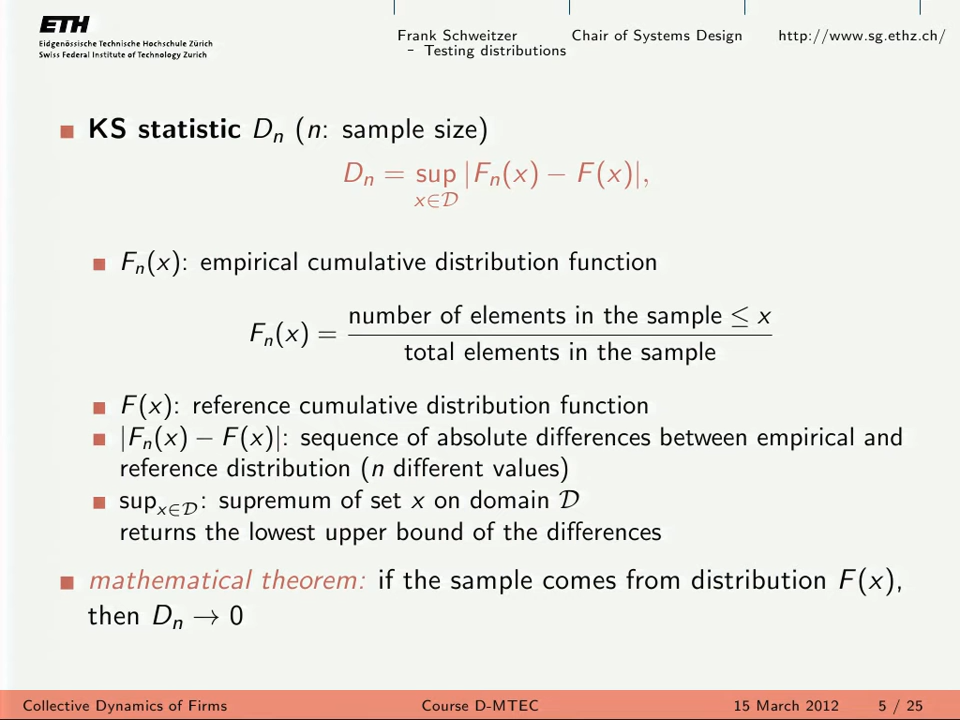 ETH
Eidgenössische Technische Hochschule Zürich
Swiss Federal Institute of Technology Zurich
Frank Schweitzer Chair of Systems Design http://www.sg.ethz.ch/
- Testing distributions
KS statistic Dₙ (n: sample size)
Dₙ = sup |Fₙ(x) − F(x)|,
x∈𝒟
Fₙ(x): empirical cumulative distribution function
number of elements in the sample ≤ x
Fₙ(x) =
total elements in the sample
F(x): reference cumulative distribution function
|Fₙ(x) − F(x)|: sequence of absolute differences between empirical and
reference distribution (n different values)
supₓ∈𝒟: supremum of set x on domain 𝒟
returns the lowest upper bound of the differences
mathematical theorem: if the sample comes from distribution F(x),
then Dₙ → 0
Collective Dynamics of Firms Course D-MTEC 15 March 2012 5 / 25